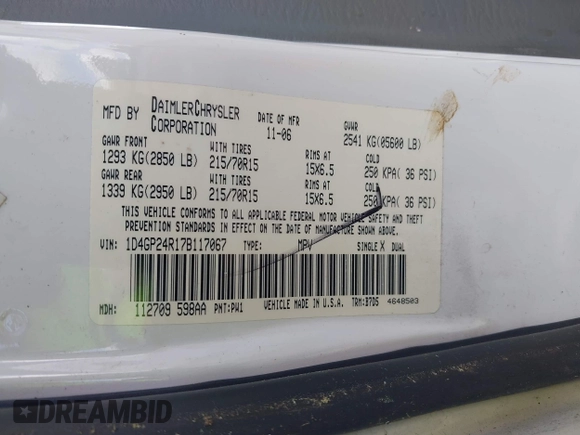 MFD BY DAIMLERCHRYSLER CORPORATION DATE OF MFR 11-06 GVWR 2541 KG(05600 LB)
GAWR FRONT WITH TIRES RIMS AT COLD
1293 KG(2850 LB) 215/70R15 15X6.5 250 KPA( 36 PSI)
GAWR REAR WITH TIRES RIMS AT COLD
1339 KG(2950 LB) 215/70R15 15X6.5 250 KPA( 36 PSI)
THIS VEHICLE CONFORMS TO ALL APPLICABLE FEDERAL MOTOR VEHICLE SAFETY AND THEFT
PREVENTION STANDARDS IN EFFECT ON THE DATE OF MANUFACTURE SHOWN ABOVE.
VIN: 1D4GP24R17B117067 TYPE: MPV SINGLE X DUAL
MDH: 112709 598AA PNT:PW1 VEHICLE MADE IN U.S.A. TRM:B7D5 4648503
DREAMBID